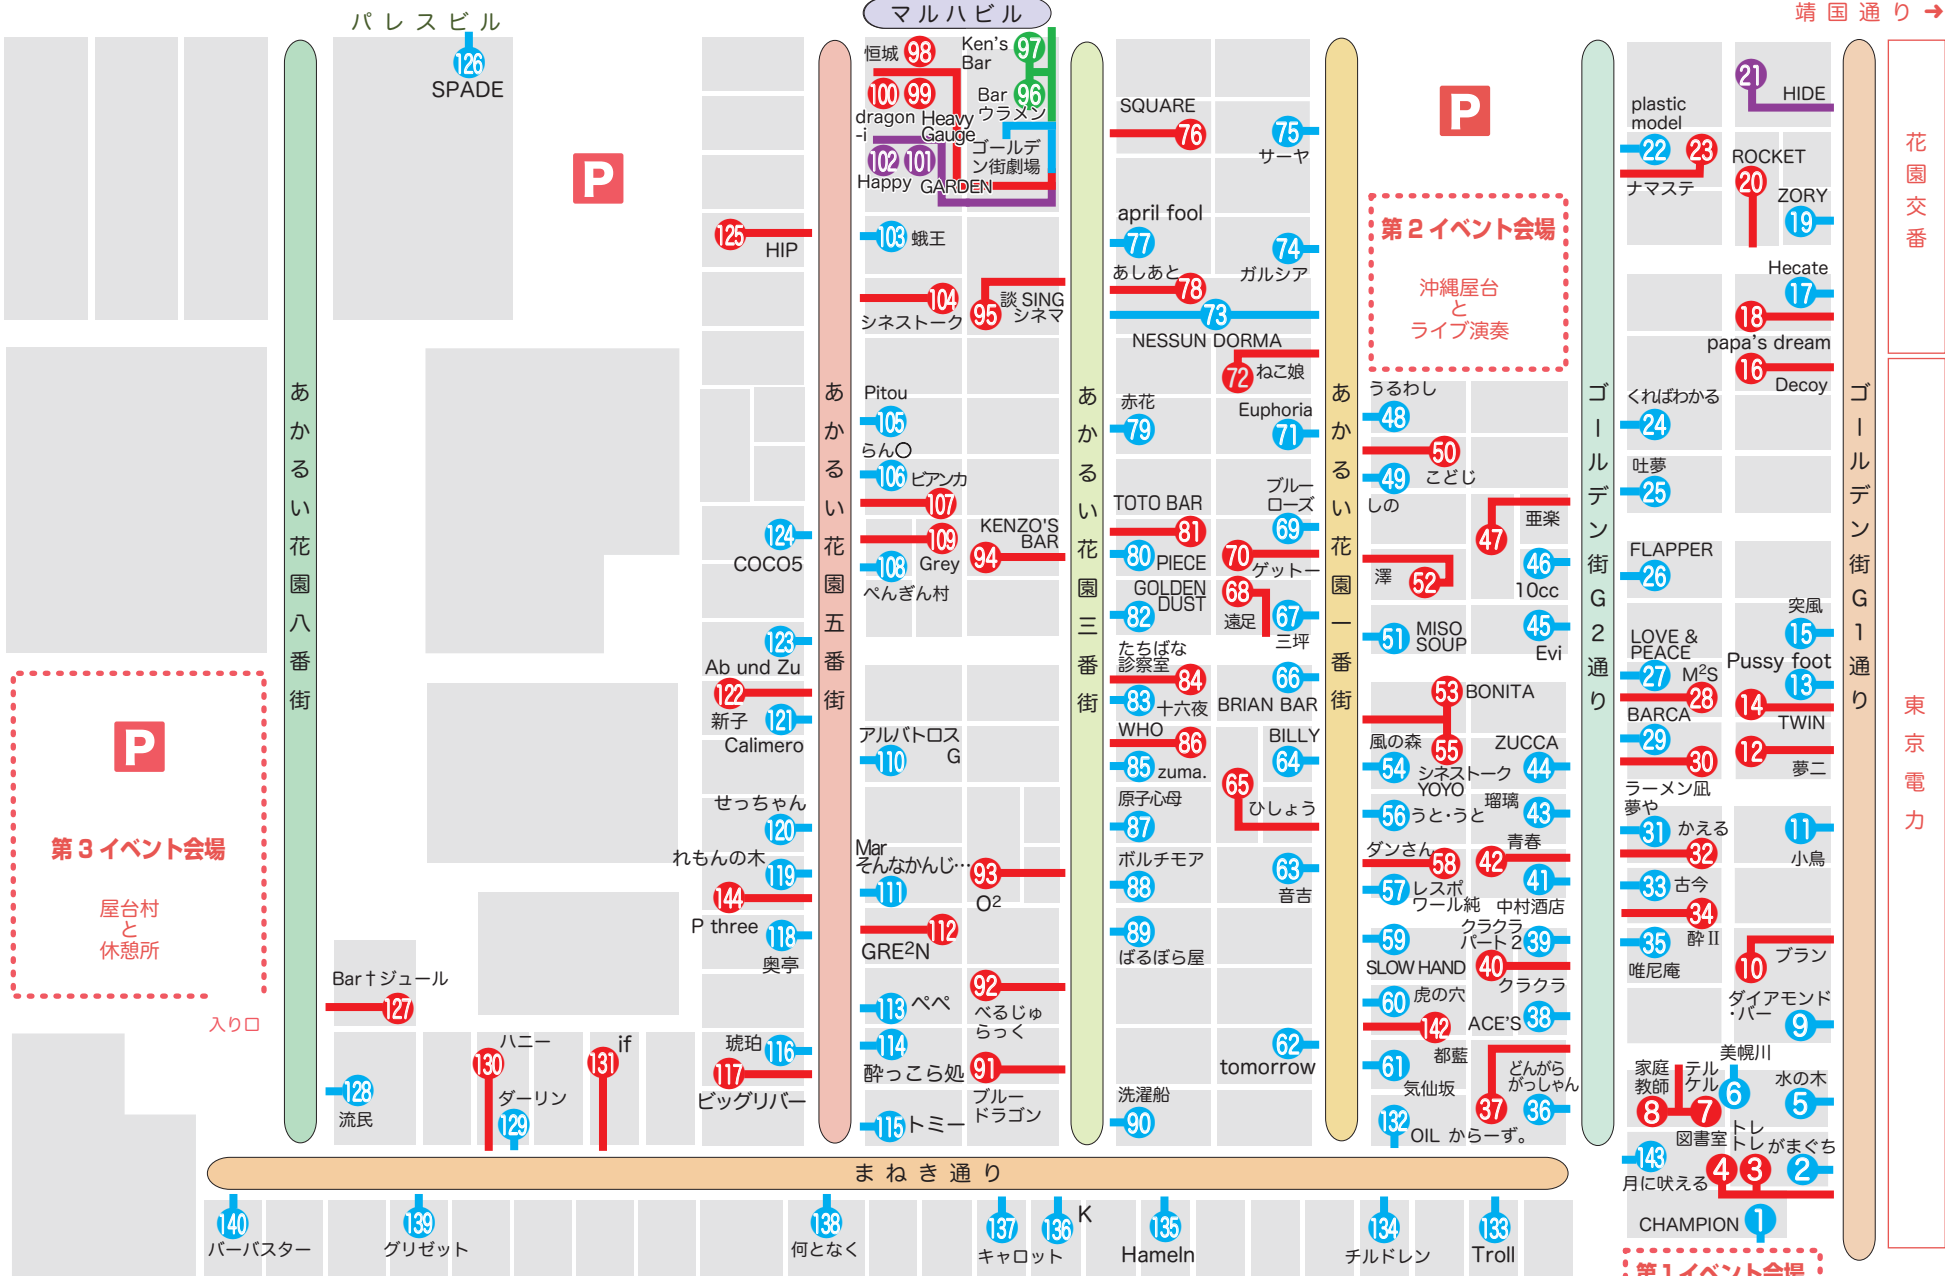 パレスビル
マルハビル
靖国通り→
126
SPADE
P
あかるい花園八番街
P
第3イベント会場
屋台村
と
休憩所
入り口
P
Bar†ジュール
127
128
流民
130
ハニー
ダーリン
129
131
if
125
HIP
124
COCO5
123
Ab und Zu
122
新子
121
Calimero
せっちゃん
120
れもんの木
119
144
P three
118
奥亭
琥珀
116
117
ビッグリバー
あかるい花園五番街
恒城
98
100
99
dragon
-i
Heavy
Gauge
102
101
Happy
GARDEN
Ken's
Bar
97
Bar
ウラメン
96
ゴールデ
ン街劇場
103
蛾王
104
シネストーク
95
談 SING
シネマ
Pitou
105
らん〇
106
ビアンカ
107
109
Grey
108
ぺんぎん村
KENZO'S
BAR
94
アルバトロス
G
110
Mar
そんなかんじ…
111
93
O²
112
GRE²N
92
べるじゅ
らっく
113
ペペ
114
酔っこら処
91
ブルー
ドラゴン
115
トミー
あかるい花園三番街
SQUARE
76
75
サーヤ
april fool
77
74
ガルシア
あしあと
78
73
NESSUN DORMA
72
ねこ娘
赤花
79
Euphoria
71
TOTO BAR
81
ブルー
ローズ
69
80
PIECE
70
ゲットー
GOLDEN
DUST
82
68
遠足
67
三坪
たちばな
診察室
84
83
十六夜
66
BRIAN BAR
WHO
86
85
zuma.
BILLY
64
65
ひしょう
原子心母
87
ボルチモア
88
63
音吉
89
ばるぼら屋
62
tomorrow
洗濯船
90
あかるい花園一番街
P
第2イベント会場
沖縄屋台
と
ライブ演奏
うるわし
48
50
こどじ
49
しの
47
亜楽
澤
52
46
10cc
51
MISO
SOUP
45
Evi
53
BONITA
風の森
54
55
シネストーク
YOYO
ZUCCA
44
56
うと・うと
瑠璃
43
ダンさん
58
42
青春
57
レスポ
ワール純
41
中村酒店
59
SLOW HAND
クラクラ
パート2
39
40
クラクラ
60
虎の穴
142
都藍
ACE'S
38
61
気仙坂
37
どんがら
がっしゃん
36
132
OIL からーず。
ゴールデン街G2通り
plastic
model
22
23
ナマステ
21
HIDE
ROCKET
20
ZORY
19
Hecate
17
18
papa's dream
16
Decoy
くればわかる
24
吐夢
25
FLAPPER
26
突風
15
LOVE &
PEACE
27
M²S
28
Pussy foot
13
14
TWIN
BARCA
29
30
ラーメン凪
12
夢二
夢や
31
かえる
32
11
小鳥
33
古今
34
酔 II
35
唯尼庵
10
ブラン
ダイアモンド
・バー
9
美幌川
6
家庭
教師
8
テル
ケル
7
水の木
5
図書室
4
トレ
トレ
3
がまぐち
2
143
月に吠える
CHAMPION
1
第1イベント会場
ゴールデン街G1通り
花園交番
東京電力
まねき通り
140
バーバスター
139
グリゼット
138
何となく
137
キャロット
136
K
135
Hameln
134
チルドレン
133
Troll